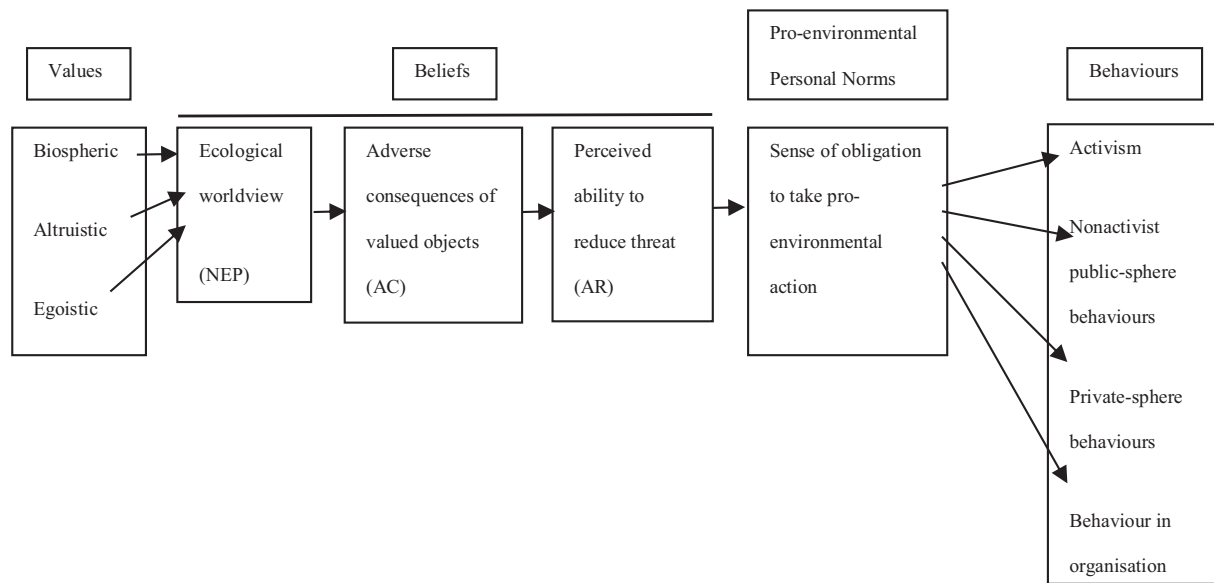 Values
Beliefs
Pro-environmental
Personal Norms
Behaviours
Biospheric
Altruistic
Egoistic
Ecological
worldview
(NEP)
Adverse
consequences of
valued objects
(AC)
Perceived
ability to
reduce threat
(AR)
Sense of obligation
to take pro-
environmental
action
Activism
Nonactivist
public-sphere
behaviours
Private-sphere
behaviours
Behaviour in
organisation